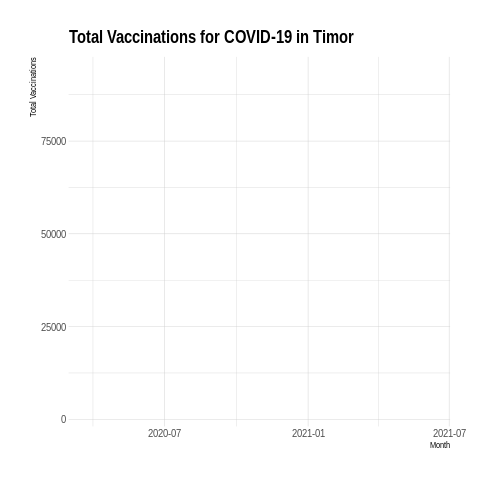 Total Vaccinations for COVID-19 in Timor
Total Vaccinations
75000
50000
25000
0
2020-07 2021-01 2021-07
Month